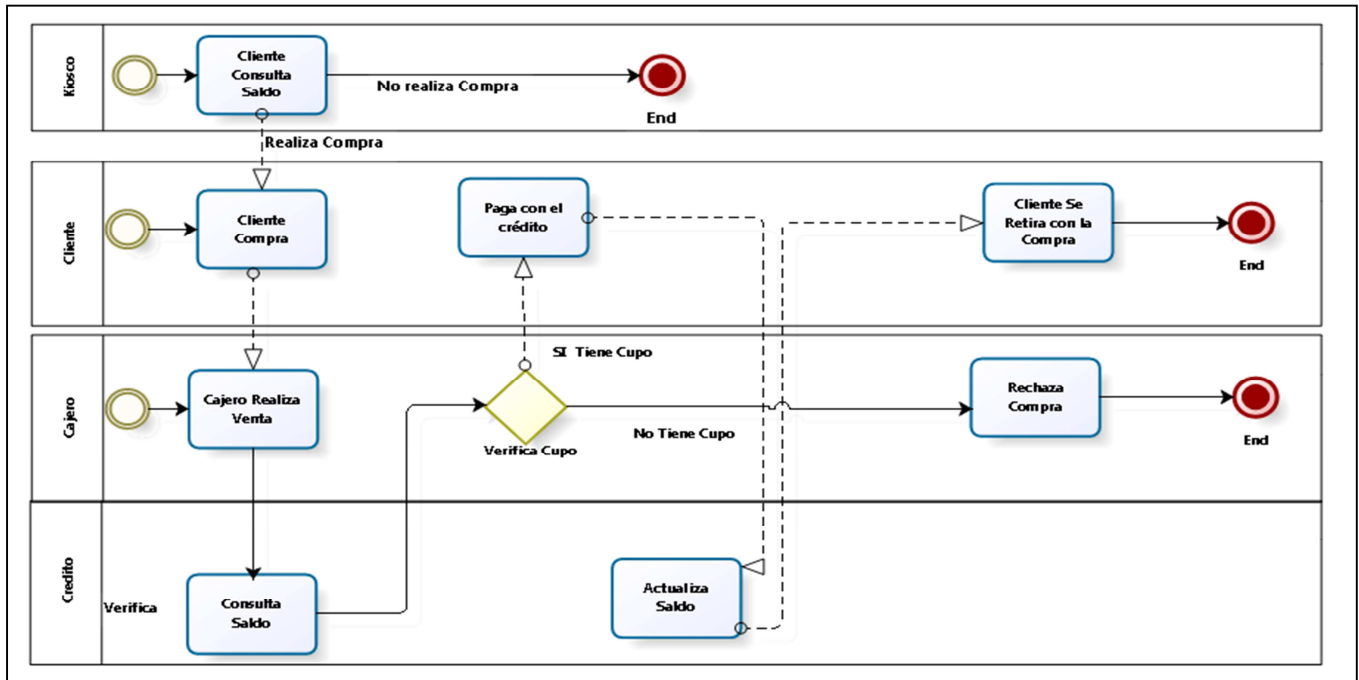 Kiosco
Cliente
Consulta
Saldo
No realiza Compra
End
Realiza Compra
Cliente
Cliente
Compra
Paga con el
crédito
Cliente Se
Retira con la
Compra
End
Cajero
Cajero Realiza
Venta
SI Tiene Cupo
Verifica Cupo
No Tiene Cupo
Rechaza
Compra
End
Credito
Verifica
Consulta
Saldo
Actualiza
Saldo